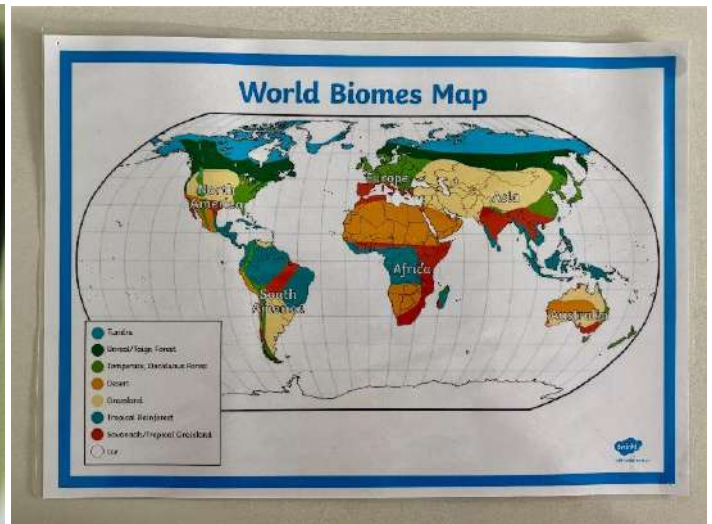 World Biomes Map
North
America
Europe
Asia
Africa
South
America
Australia
Tundra
Boreal/Taiga Forest
Temperate, Deciduous Forest
Desert
Grassland
Tropical Rainforest
Savannah/Tropical Grassland
Ice
twinkl